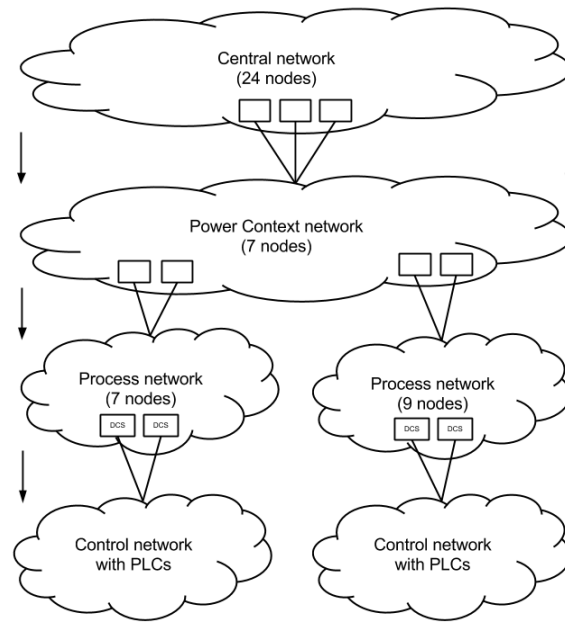 Central network
(24 nodes)
Power Context network
(7 nodes)
Process network
(7 nodes)
DCS DCS
Process network
(9 nodes)
DCS DCS
Control network
with PLCs
Control network
with PLCs